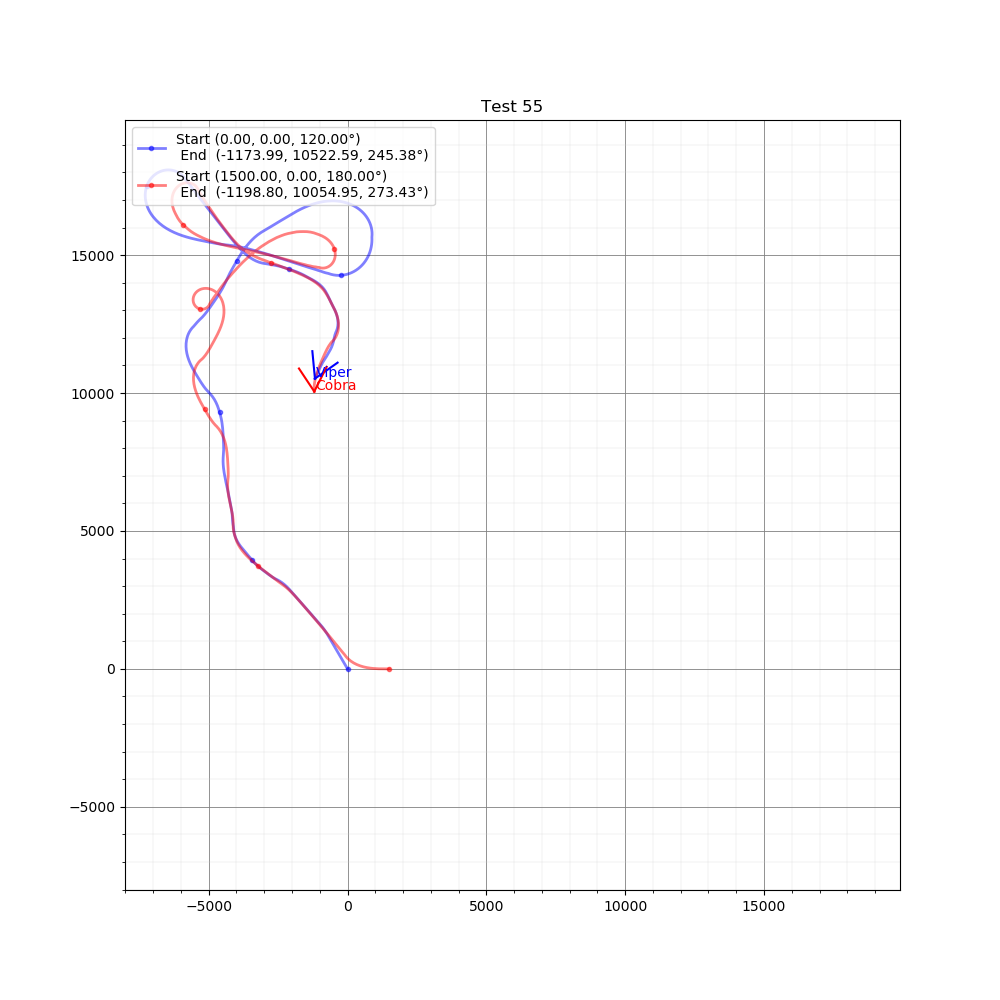 Test 55
Start (0.00, 0.00, 120.00°)
End (-1173.99, 10522.59, 245.38°)
Start (1500.00, 0.00, 180.00°)
End (-1198.80, 10054.95, 273.43°)
15000
10000
5000
0
−5000
Viper
Cobra
−5000
0
5000
10000
15000